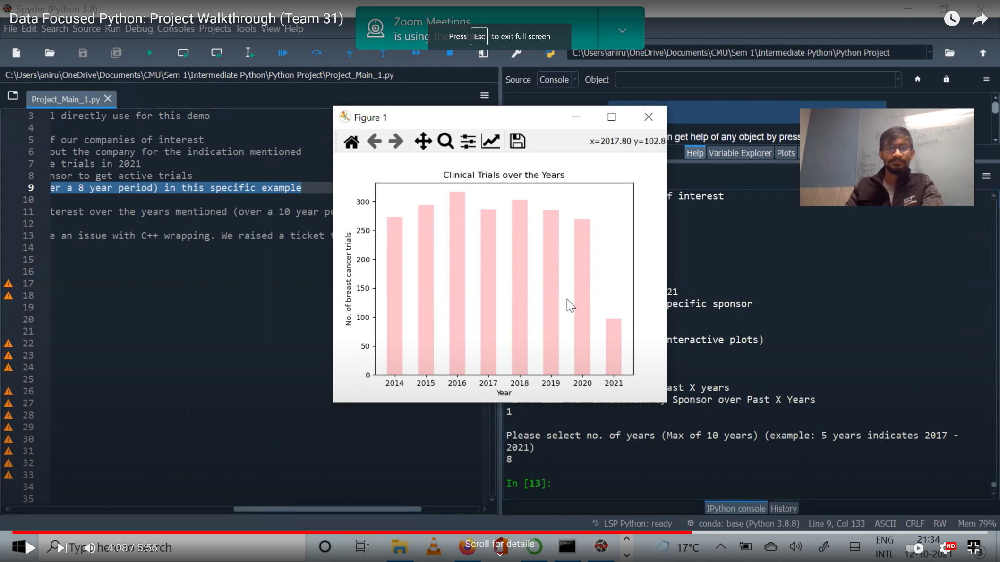 Spyder (Python 3.8)
Data Focused Python: Project Walkthrough (Team 31)
File Edit Search Source Run Debug Consoles Projects Tools View Help
Zoom Meetings
is using the
Press Esc to exit full screen
C:\Users\aniru\OneDrive\Documents\CMU\Sem 1\Intermediate Python\Python Project
C:\Users\aniru\OneDrive\Documents\CMU\Sem 1\Intermediate Python\Python Project\Project_Main_1.py
Source Console Object
Project_Main_1.py
3 l directly use for this demo
4
5 f our companies of interest
6 out the company for the indication mentioned
7 e trials in 2021
8 nsor to get active trials
9 er a 8 year period) in this specific example
10
11 terest over the years mentioned (over a 10 year pe
12
13 e an issue with C++ wrapping. We raised a ticket t
14
15
16
17
18
19
20
21
22
23
24
25
26
27
28
29
30
31
32
33
34
35
Figure 1
x=2017.80 y=102.8
Clinical Trials over the Years
No. of breast cancer trials
300
250
200
150
100
50
0
2014 2015 2016 2017 2018 2019 2020 2021
Year
n get help of any object by press
Help Variable Explorer Plots
f interest
21
pecific sponsor
nteractive plots)
ast X years
Sponsor over Past X Years
1
Please select no. of years (Max of 10 years) (example: 5 years indicates 2017 -
2021)
8
In [13]:
IPython console History
LSP Python: ready conda: base (Python 3.8.8) Line 9, Col 133 ASCII CRLF RW Mem 79%
Type here to search
4:08 / 5:56
Scroll for details
17°C
ENG
INTL
21:34
12-10-2021
HD
3